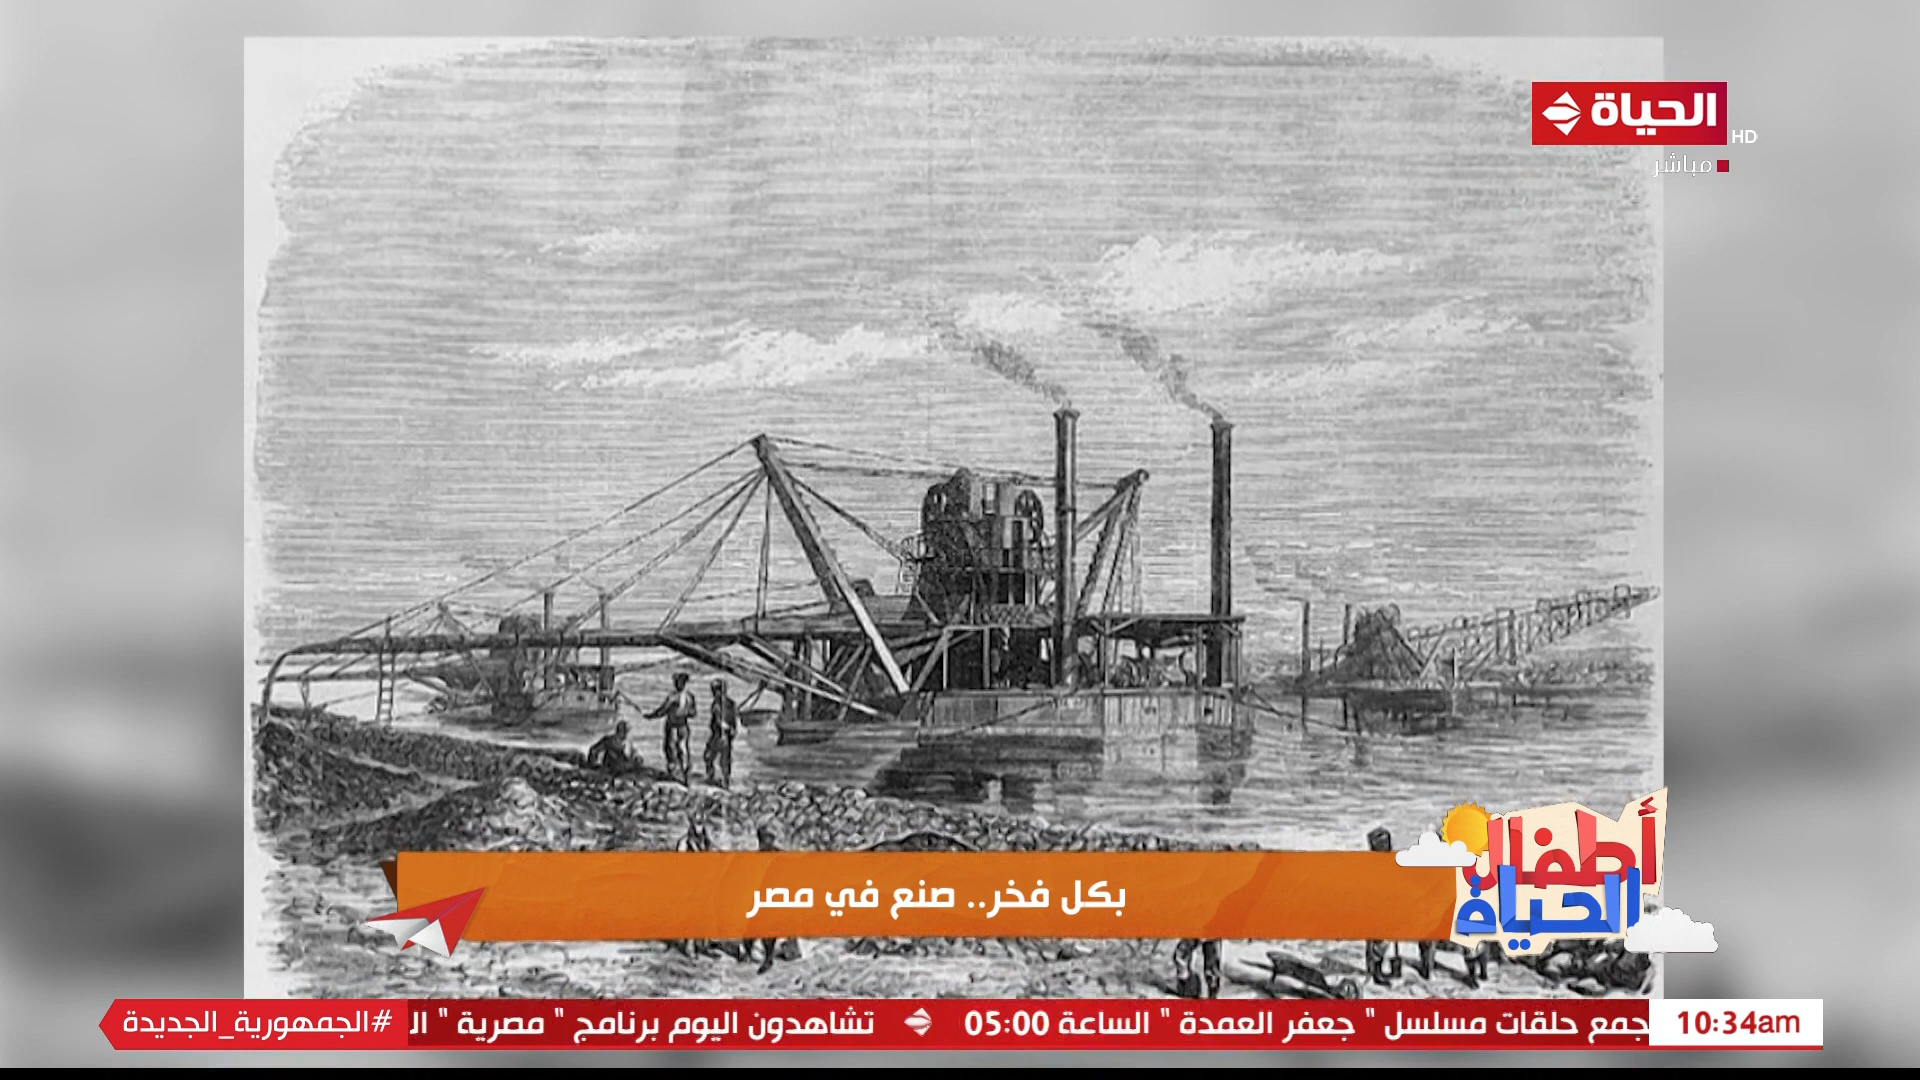 الحياة
HD
مباشر
أطفال
الحياة
بكل فخر.. صنع في مصر
جمع حلقات مسلسل " جعفر العمدة " الساعة 05:00 تشاهدون اليوم برنامج " مصرية " ال
#الجمهورية_الجديدة
10:34am